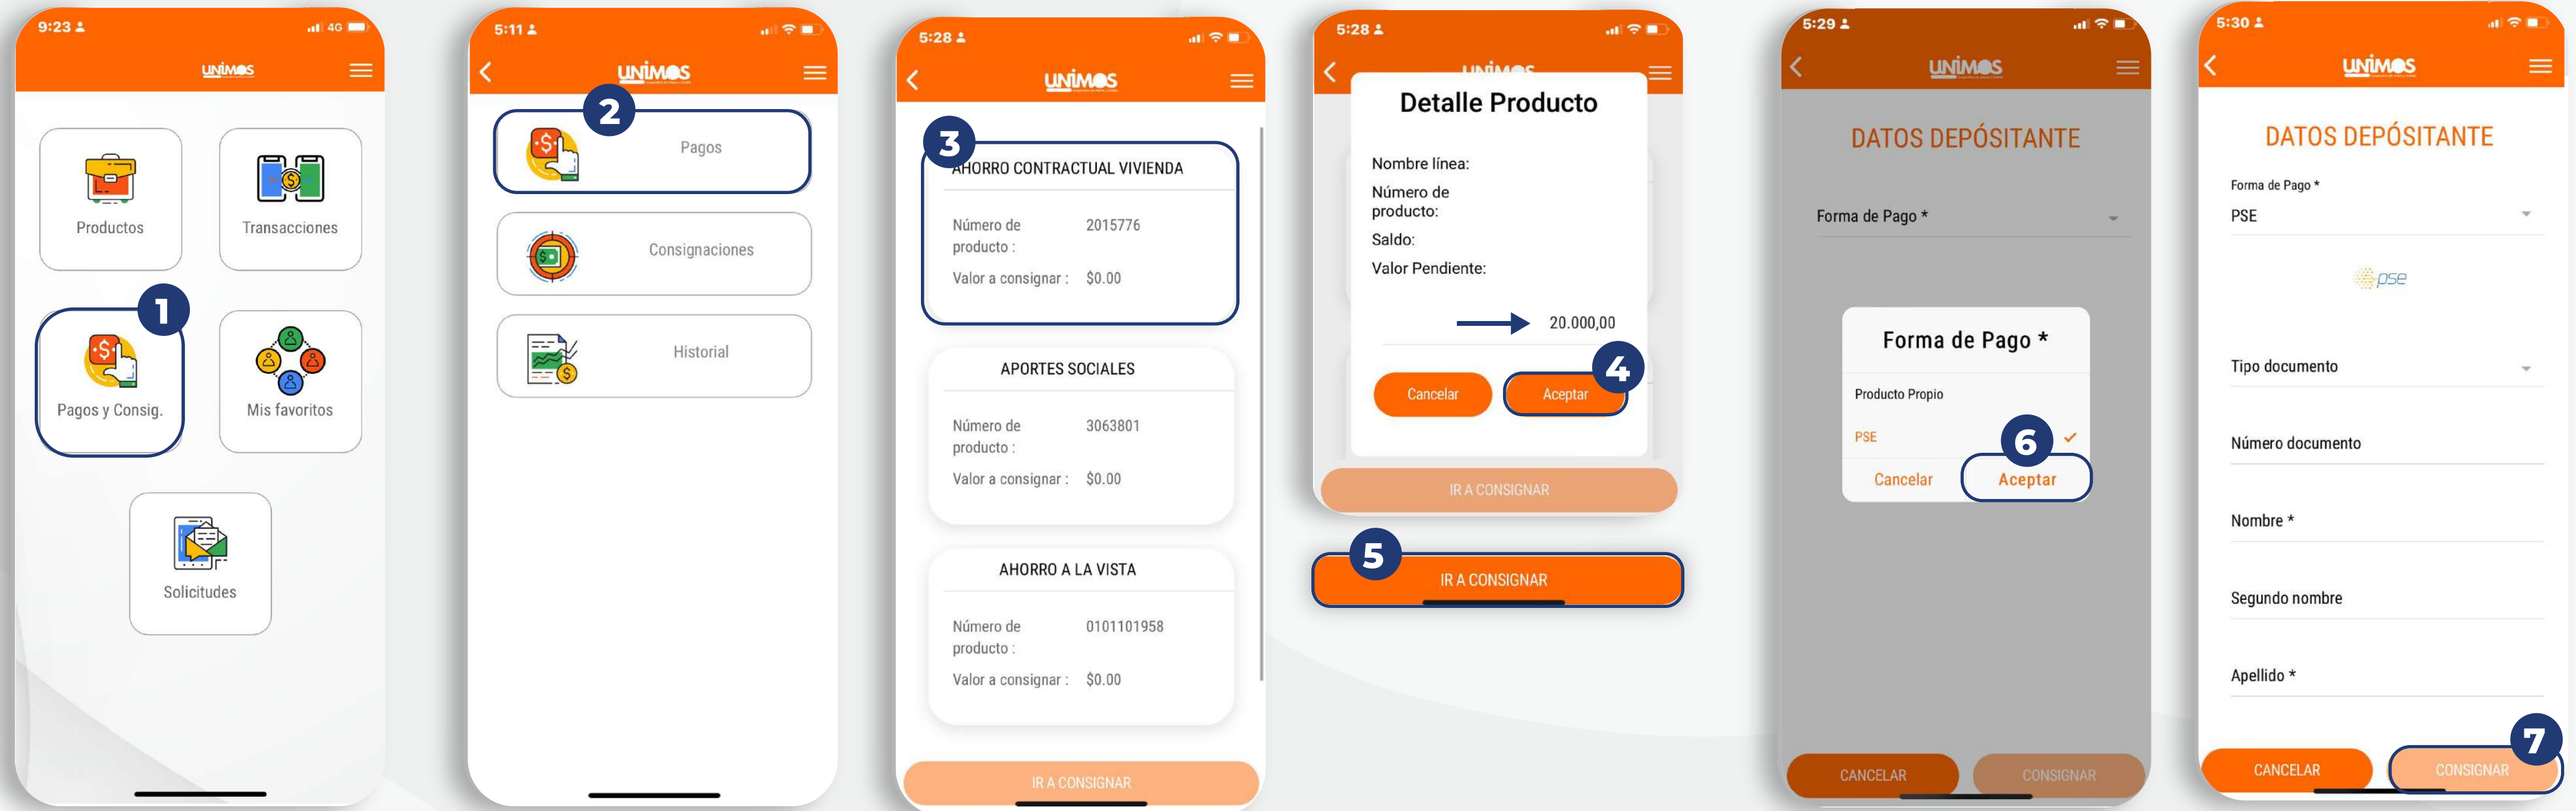 9:23
4G
UNIMOS
Productos
Transacciones
1
Pagos y Consig.
Mis favoritos
Solicitudes
5:11
UNIMOS
2
Pagos
Consignaciones
Historial
5:28
UNIMOS
3
AHORRO CONTRACTUAL VIVIENDA
Número de
producto :
2015776
Valor a consignar : $0.00
APORTES SOCIALES
Número de
producto :
3063801
Valor a consignar : $0.00
AHORRO A LA VISTA
Número de
producto :
0101101958
Valor a consignar : $0.00
IR A CONSIGNAR
5:28
UNIMOS
Detalle Producto
Nombre línea:
Número de
producto:
Saldo:
Valor Pendiente:
20.000,00
4
Cancelar
Aceptar
IR A CONSIGNAR
5
IR A CONSIGNAR
5:29
UNIMOS
DATOS DEPÓSITANTE
Forma de Pago *
Forma de Pago *
Producto Propio
PSE
6
Cancelar
Aceptar
CANCELAR
CONSIGNAR
5:30
UNIMOS
DATOS DEPÓSITANTE
Forma de Pago *
PSE
pse
Tipo documento
Número documento
Nombre *
Segundo nombre
Apellido *
7
CANCELAR
CONSIGNAR